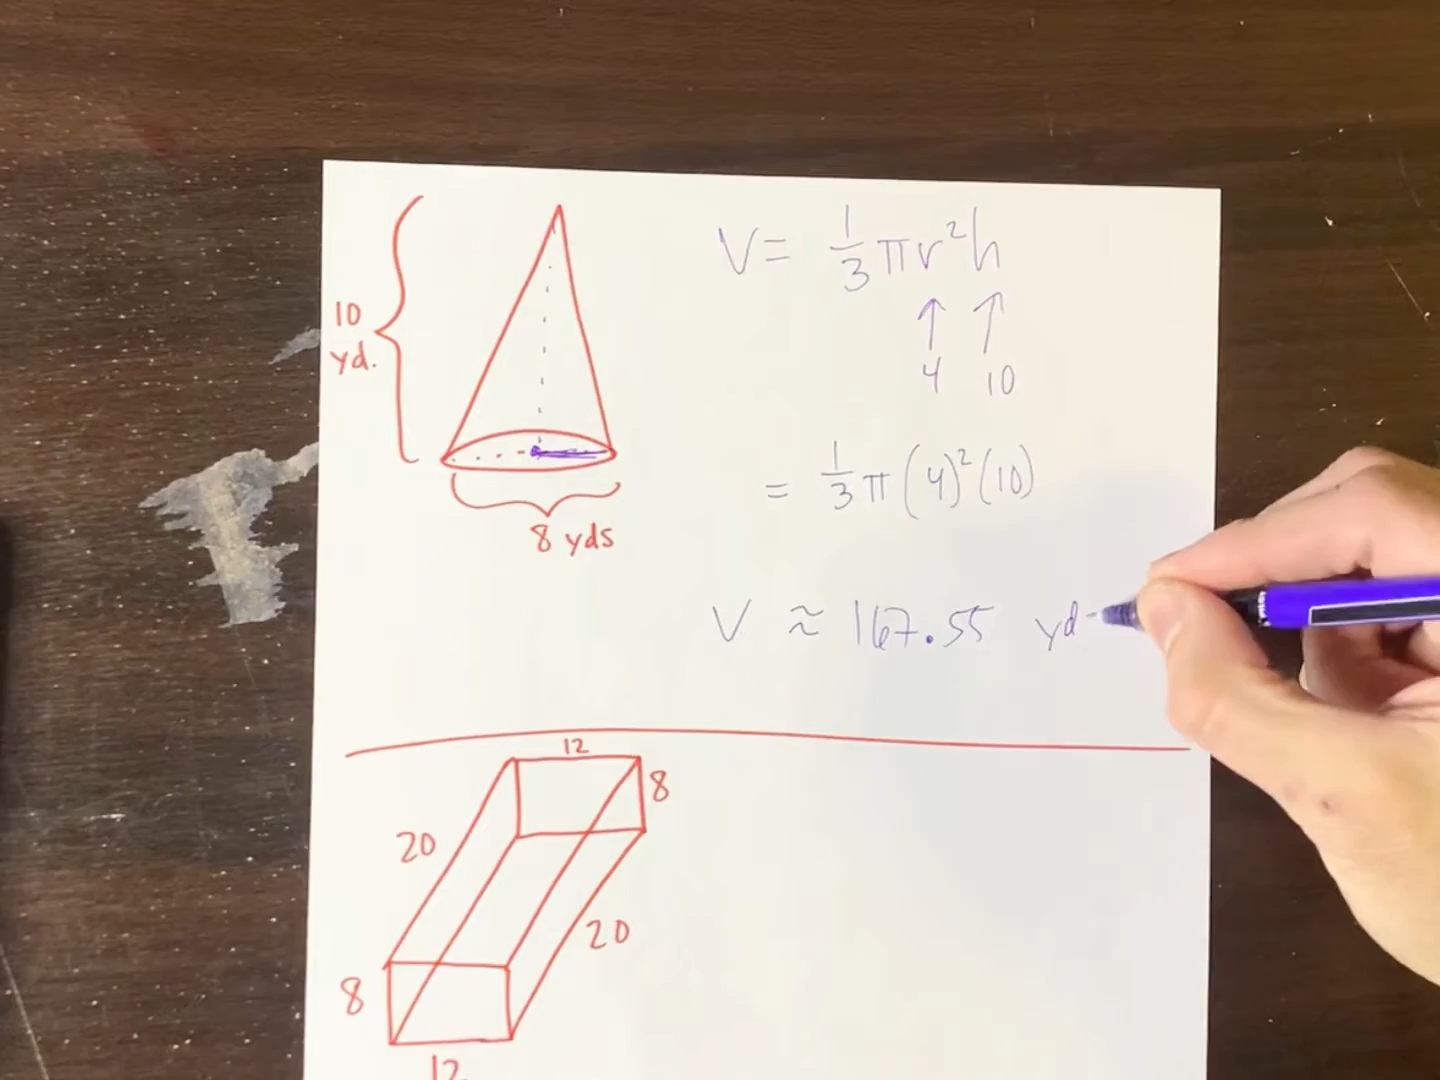 10
yd.
8 yds
V = 1/3 πr²h
↑ ↑
4 10
= 1/3 π (4)² (10)
V ≈ 167.55 yd
12
8
20
20
8
12